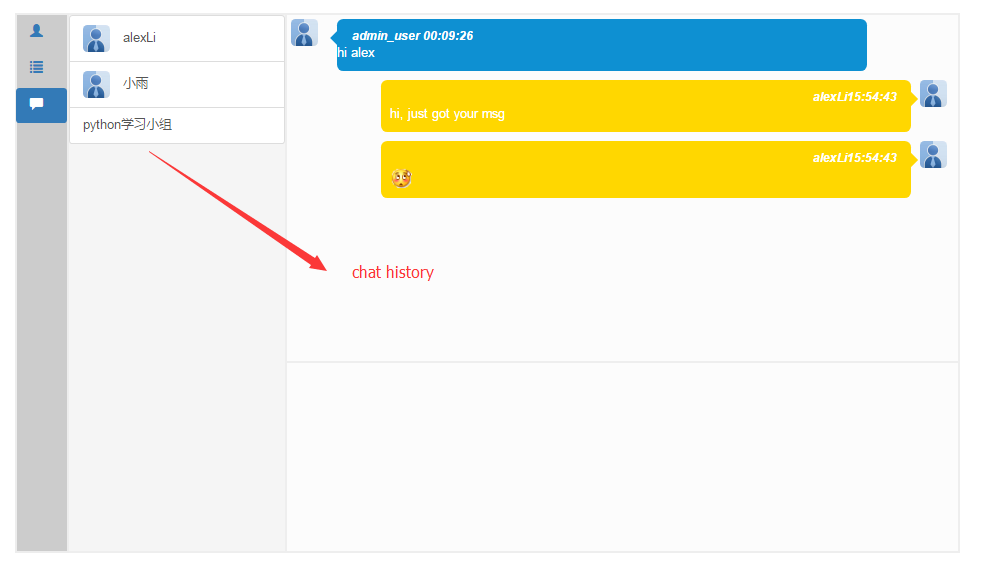 alexLi
小雨
python学习小组
admin_user 00:09:26
hi alex
alexLi15:54:43
hi, just got your msg
alexLi15:54:43
chat history